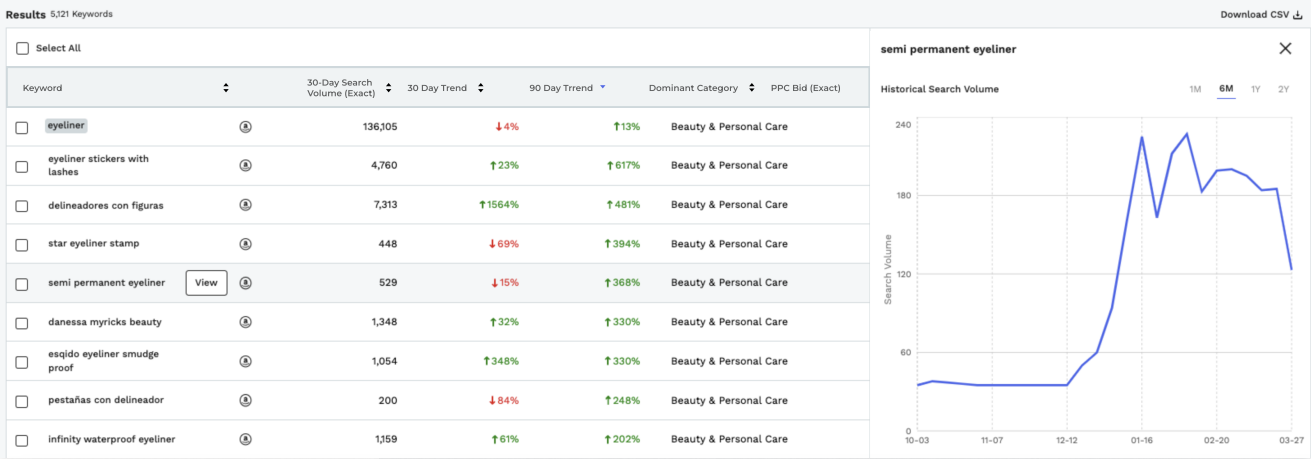 Results 5,121 Keywords
Download CSV
Select All
Keyword
30-Day Search
Volume (Exact)
30 Day Trend
90 Day Trrend
Dominant Category
PPC Bid (Exact)
eyeliner
136,105
4%
13%
Beauty & Personal Care
eyeliner stickers with
lashes
4,760
23%
617%
Beauty & Personal Care
delineadores con figuras
7,313
1564%
481%
Beauty & Personal Care
star eyeliner stamp
448
69%
394%
Beauty & Personal Care
semi permanent eyeliner
View
529
15%
368%
Beauty & Personal Care
danessa myricks beauty
1,348
32%
330%
Beauty & Personal Care
esqido eyeliner smudge
proof
1,054
348%
330%
Beauty & Personal Care
pestañas con delineador
200
84%
248%
Beauty & Personal Care
infinity waterproof eyeliner
1,159
61%
202%
Beauty & Personal Care
semi permanent eyeliner
Historical Search Volume
1M
6M
1Y
2Y
Search Volume
240
180
120
60
0
10-03
11-07
12-12
01-16
02-20
03-27